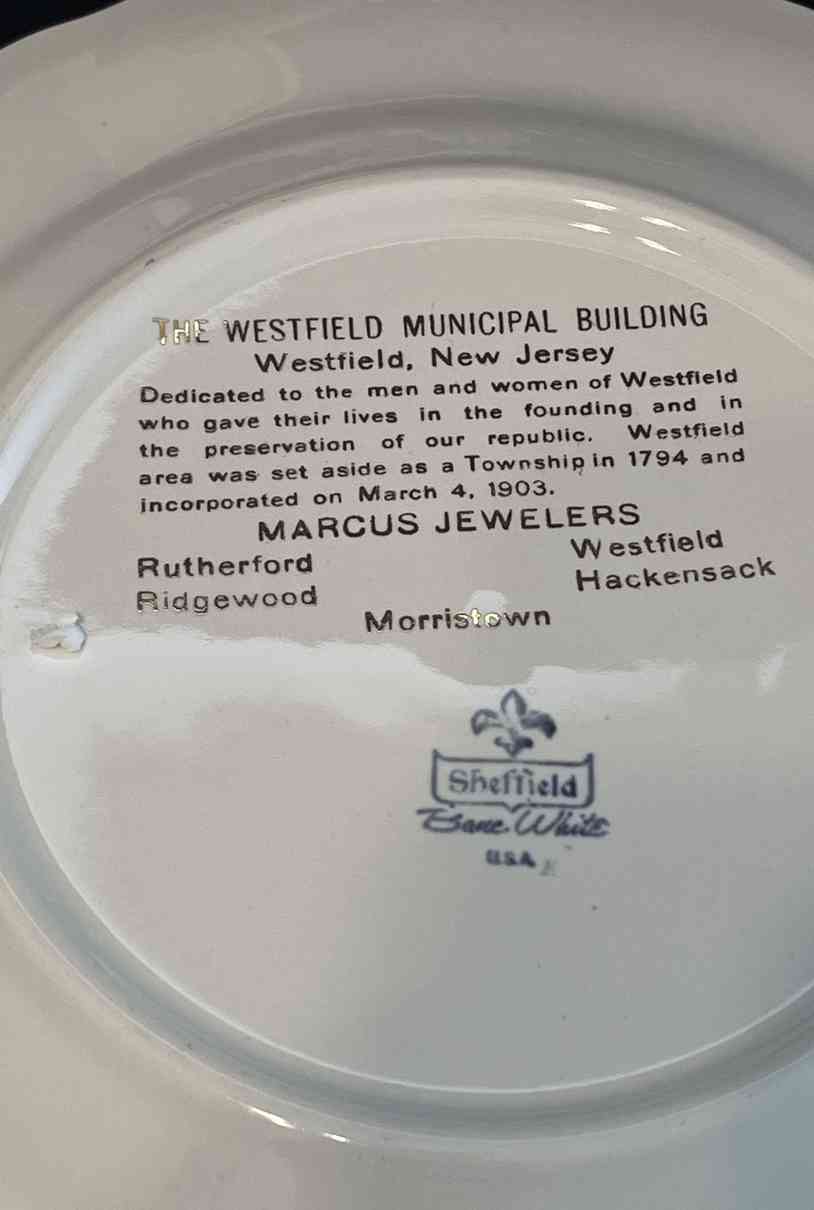 THE WESTFIELD MUNICIPAL BUILDING
Westfield, New Jersey
Dedicated to the men and women of Westfield
who gave their lives in the founding and in
the preservation of our republic. Westfield
area was set aside as a Township in 1794 and
incorporated on March 4, 1903.
MARCUS JEWELERS
Rutherford Westfield
Ridgewood Hackensack
Morristown
Sheffield
Bone White
USA